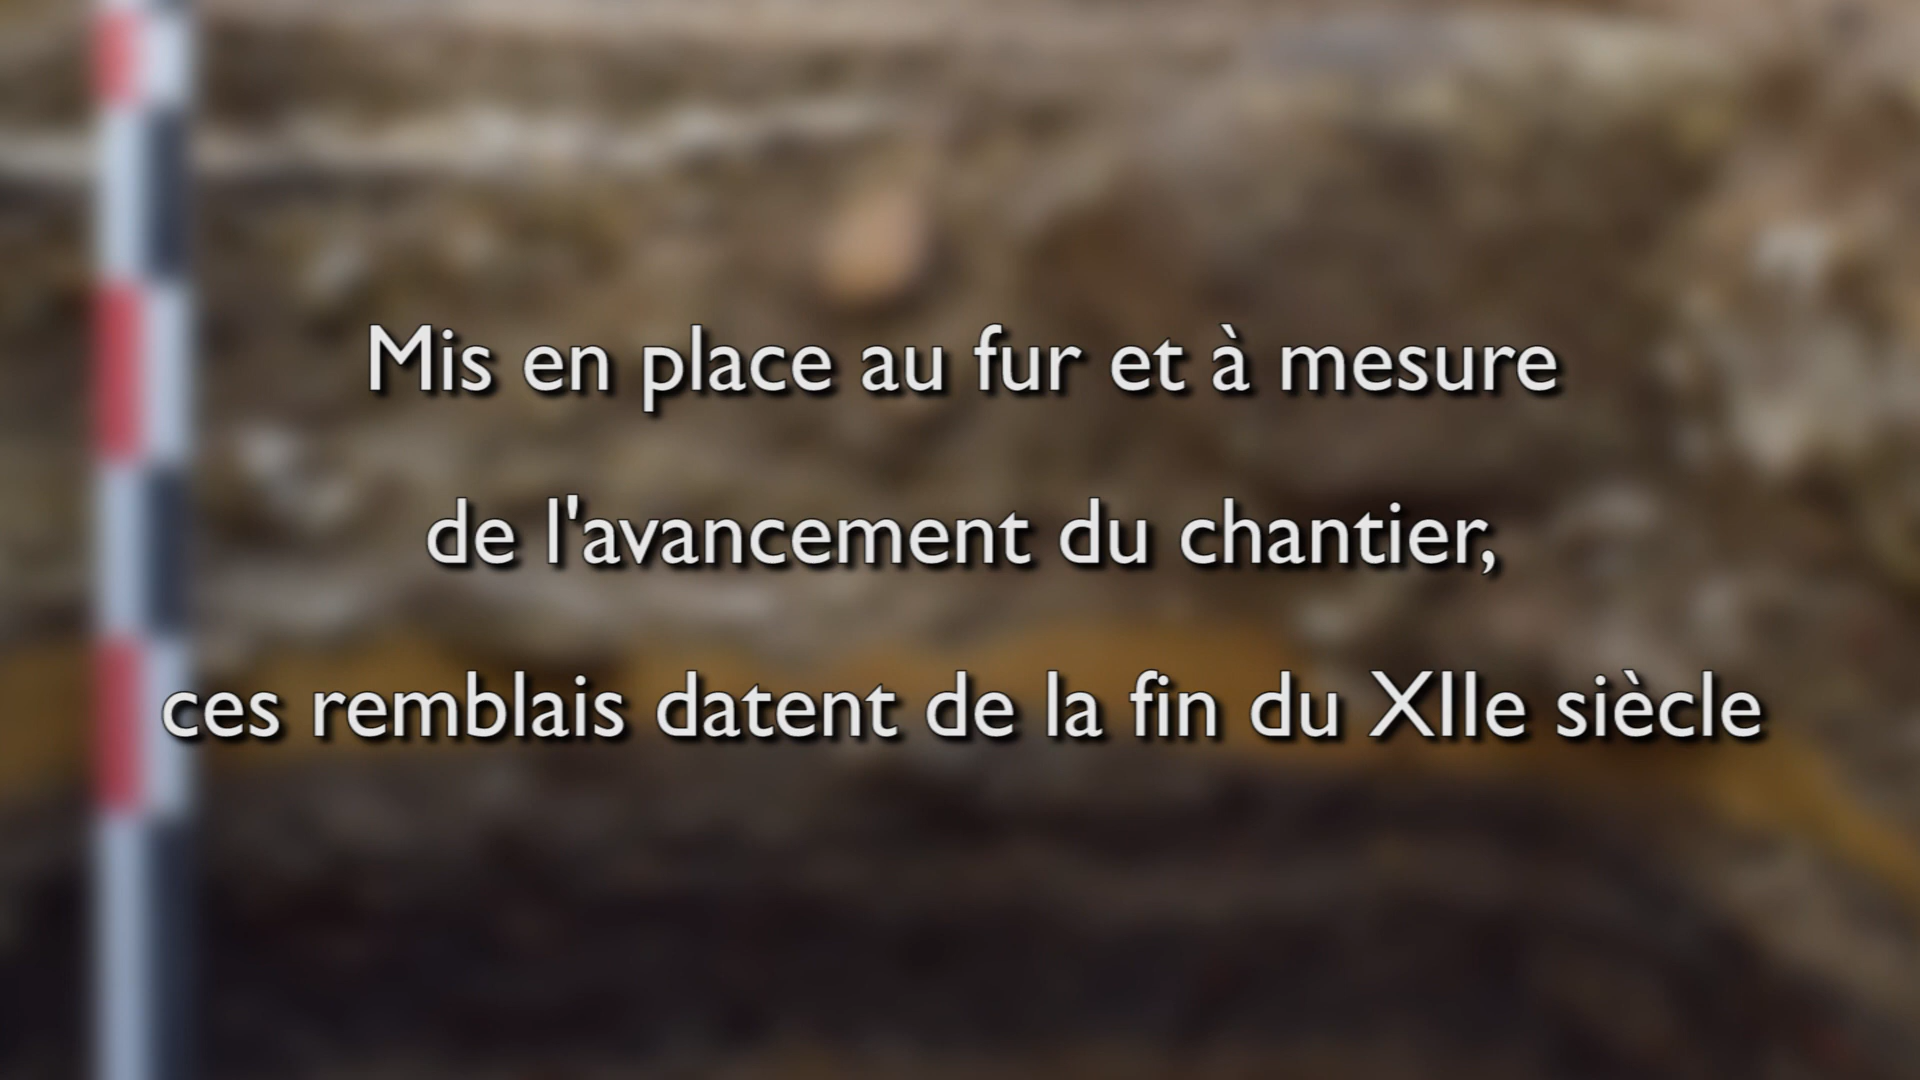 Mis en place au fur et à mesure
de l'avancement du chantier,
ces remblais datent de la fin du XIIe siècle